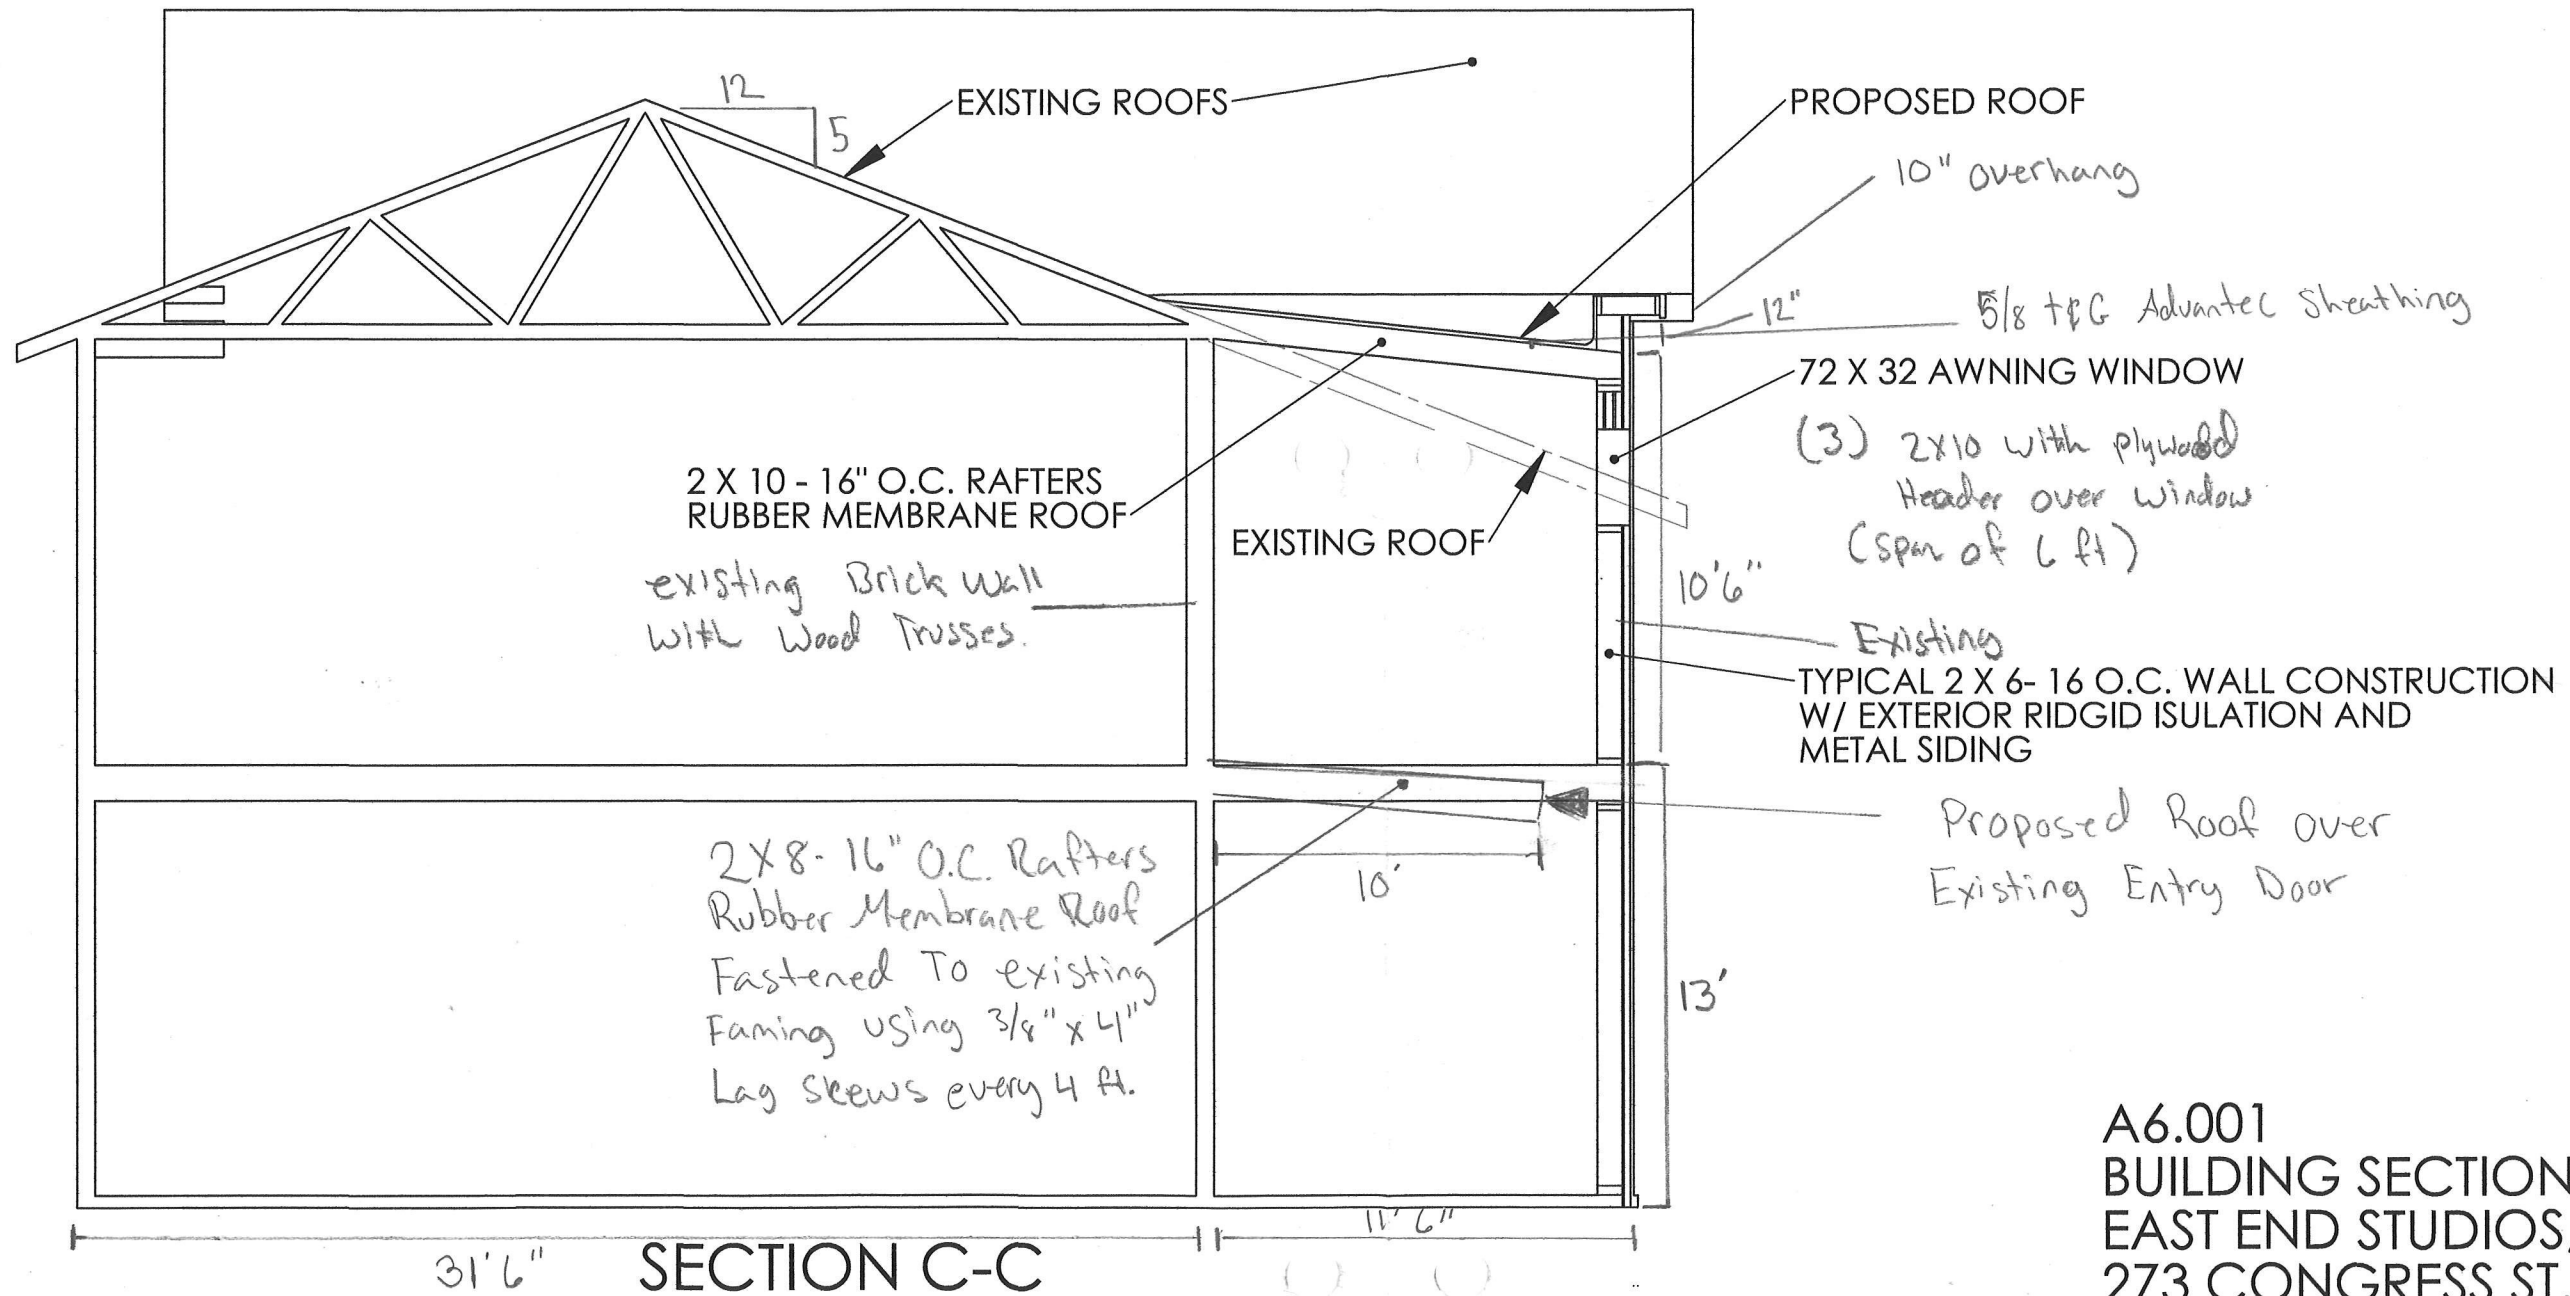 12
5
EXISTING ROOFS
PROPOSED ROOF
10" overhang
12"
5/8 t&G Advantec Sheathing
72 X 32 AWNING WINDOW
(3) 2x10 with plywood
Header over window
(span of 6 ft)
2 X 10 - 16" O.C. RAFTERS
RUBBER MEMBRANE ROOF
EXISTING ROOF
existing Brick wall
with Wood Trusses.
10'6"
Existing
TYPICAL 2 X 6- 16 O.C. WALL CONSTRUCTION
W/ EXTERIOR RIDGID ISULATION AND
METAL SIDING
Proposed Roof over
Existing Entry Door
2X8-16" O.C. Rafters
Rubber Membrane Roof
Fastened To existing
Faming using 3/8" x 4"
Lag Skews every 4 ft.
10'
13'
31'6"
11'6"
SECTION C-C
A6.001
BUILDING SECTION
EAST END STUDIOS,
273 CONGRESS ST.